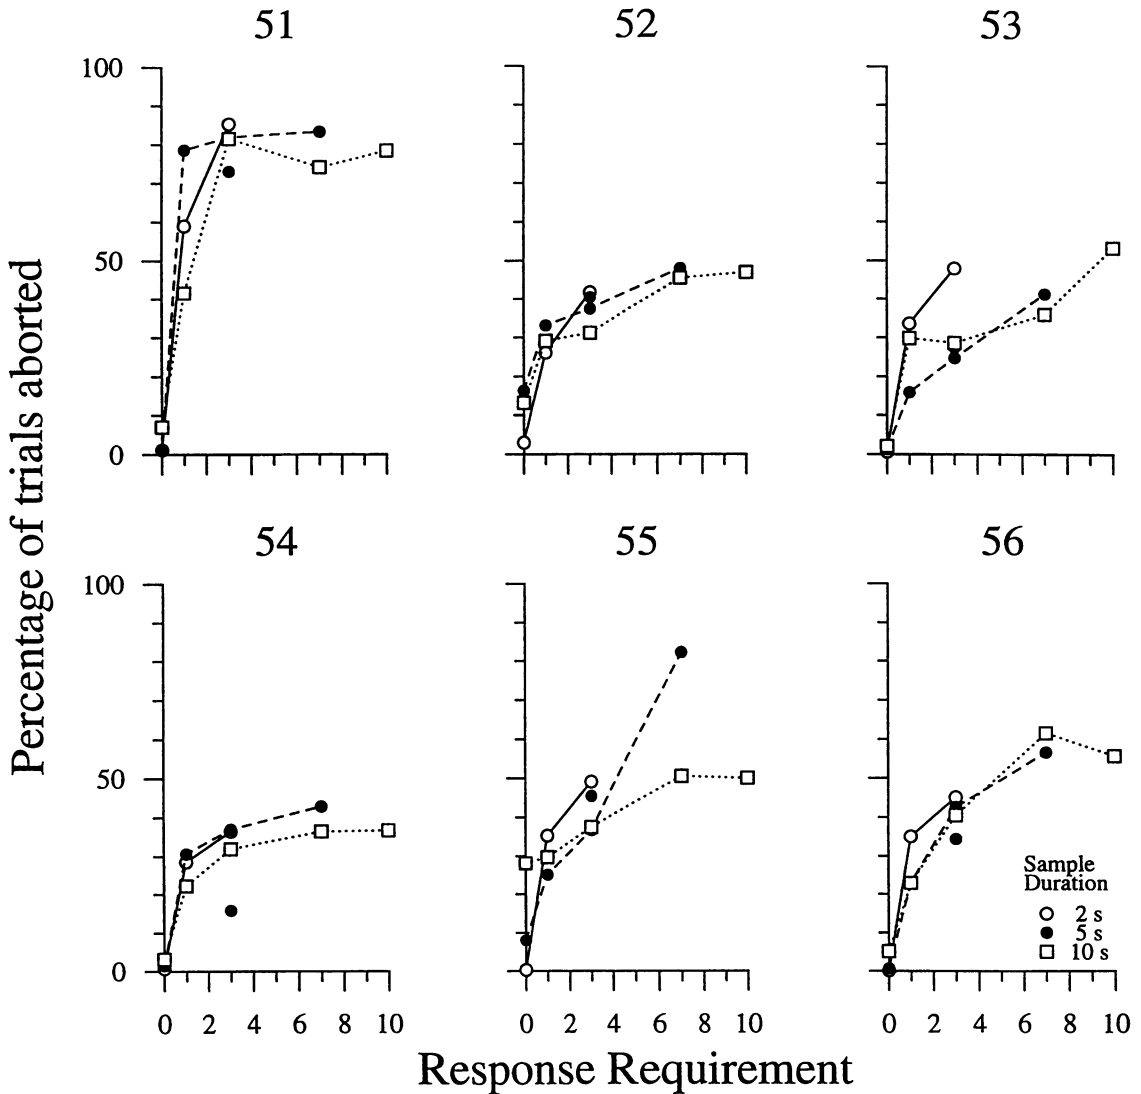 51 52 53
100
50
0
Percentage of trials aborted
54 55 56
100
50
0
Sample
Duration
2 s
5 s
10 s
0 2 4 6 8 10 0 2 4 6 8 10 0 2 4 6 8 10
Response Requirement